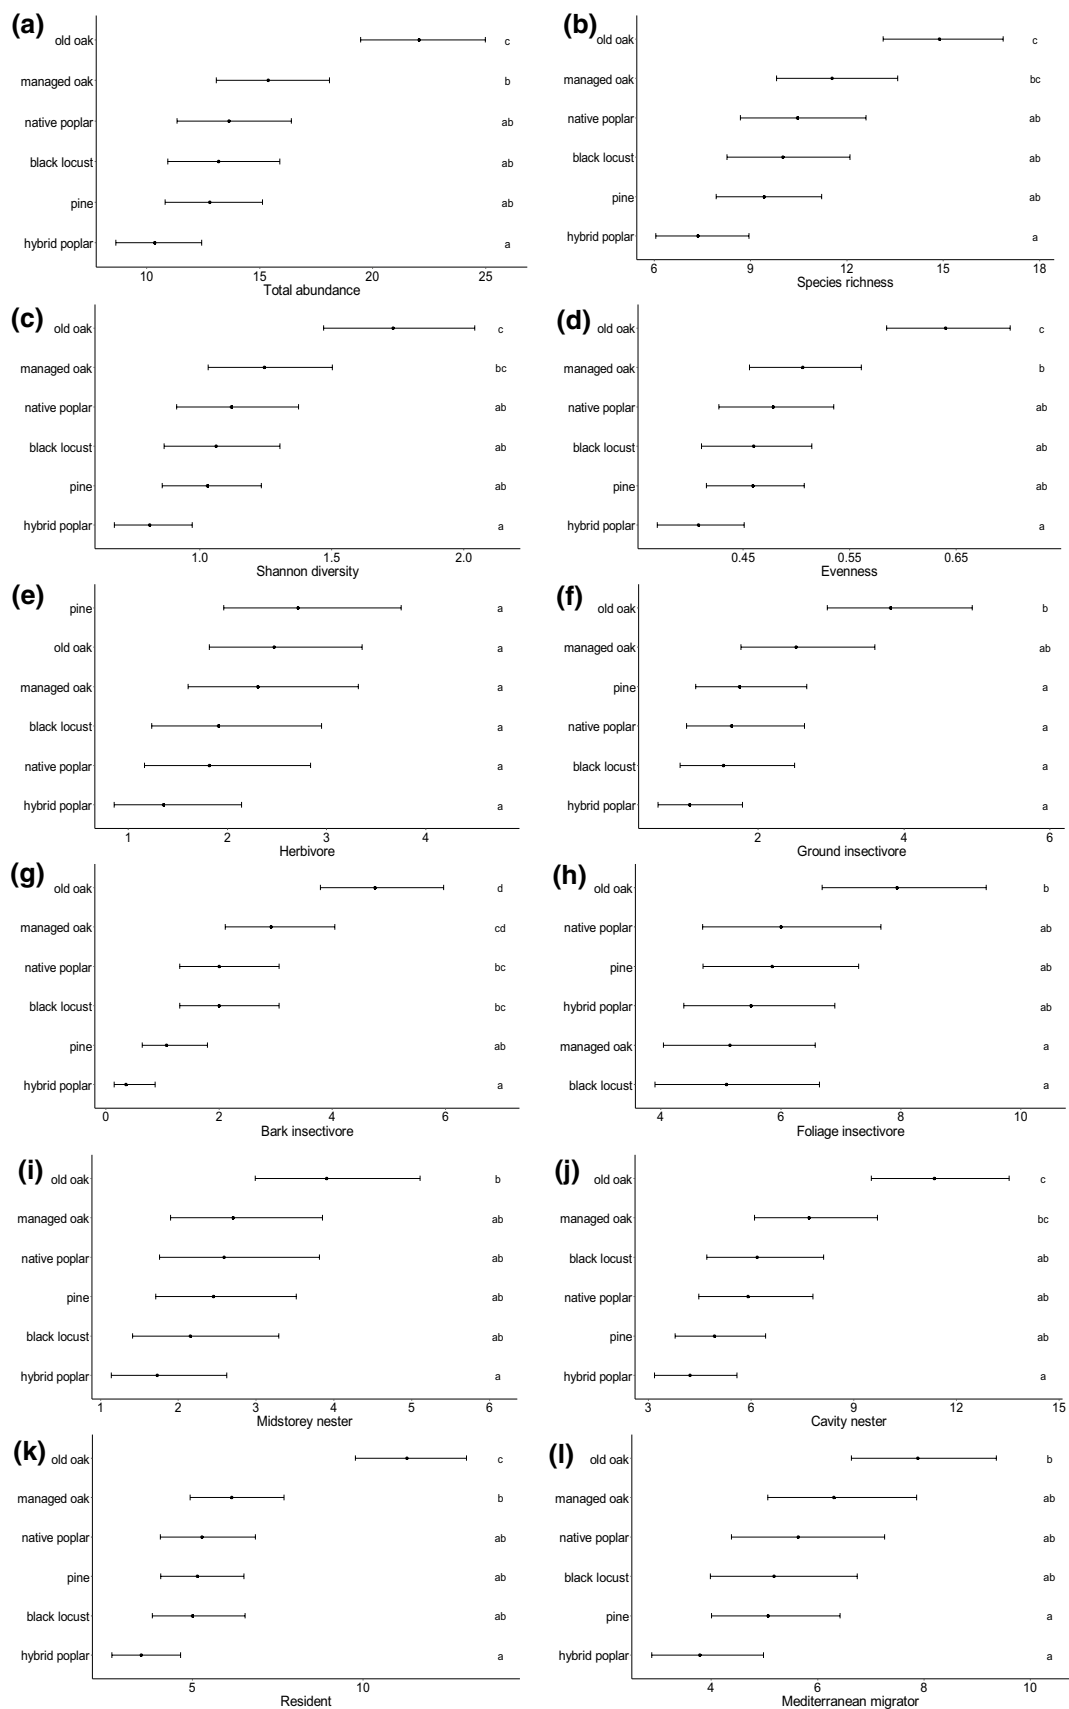 (a)
old oak c
managed oak b
native poplar ab
black locust ab
pine ab
hybrid poplar a
10 15 20 25
Total abundance
(b)
old oak c
managed oak bc
native poplar ab
black locust ab
pine ab
hybrid poplar a
6 9 12 15 18
Species richness
(c)
old oak c
managed oak bc
native poplar ab
black locust ab
pine ab
hybrid poplar a
1.0 1.5 2.0
Shannon diversity
(d)
old oak c
managed oak b
native poplar ab
black locust ab
pine ab
hybrid poplar a
0.45 0.55 0.65
Evenness
(e)
pine a
old oak a
managed oak a
black locust a
native poplar a
hybrid poplar a
1 2 3 4
Herbivore
(f)
old oak b
managed oak ab
pine a
native poplar a
black locust a
hybrid poplar a
2 4 6
Ground insectivore
(g)
old oak d
managed oak cd
native poplar bc
black locust bc
pine ab
hybrid poplar a
0 2 4 6
Bark insectivore
(h)
old oak b
native poplar ab
pine ab
hybrid poplar ab
managed oak a
black locust a
4 6 8 10
Foliage insectivore
(i)
old oak b
managed oak ab
native poplar ab
pine ab
black locust ab
hybrid poplar a
1 2 3 4 5 6
Midstorey nester
(j)
old oak c
managed oak bc
black locust ab
native poplar ab
pine ab
hybrid poplar a
3 6 9 12 15
Cavity nester
(k)
old oak c
managed oak b
native poplar ab
pine ab
black locust ab
hybrid poplar a
5 10
Resident
(l)
old oak b
managed oak ab
native poplar ab
black locust ab
pine a
hybrid poplar a
4 6 8 10
Mediterranean migrator